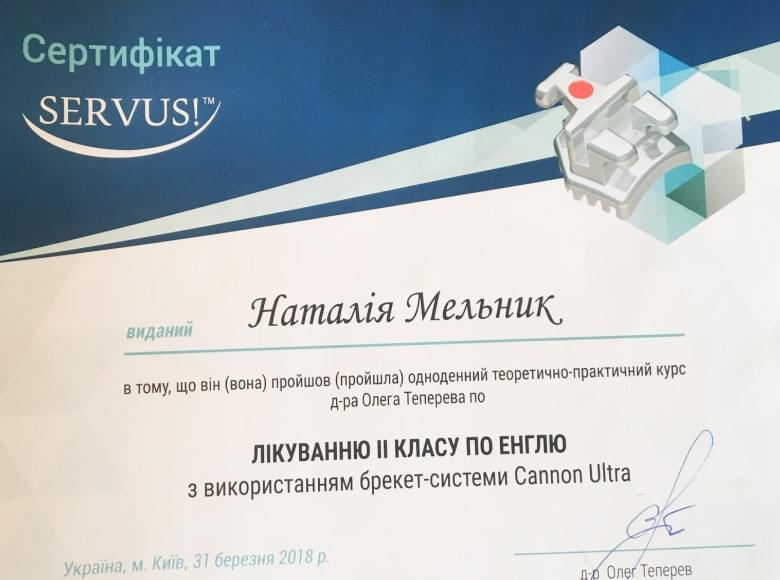 Сертифікат
SERVUS!™
виданий Наталія Мельник
в тому, що він (вона) пройшов (пройшла) одноденний теоретично-практичний курс
д-ра Олега Теперева по
ЛІКУВАННЮ ІІ КЛАСУ ПО ЕНГЛЮ
з використанням брекет-системи Cannon Ultra
Україна, м. Київ, 31 березня 2018 р.
д-р Олег Теперев